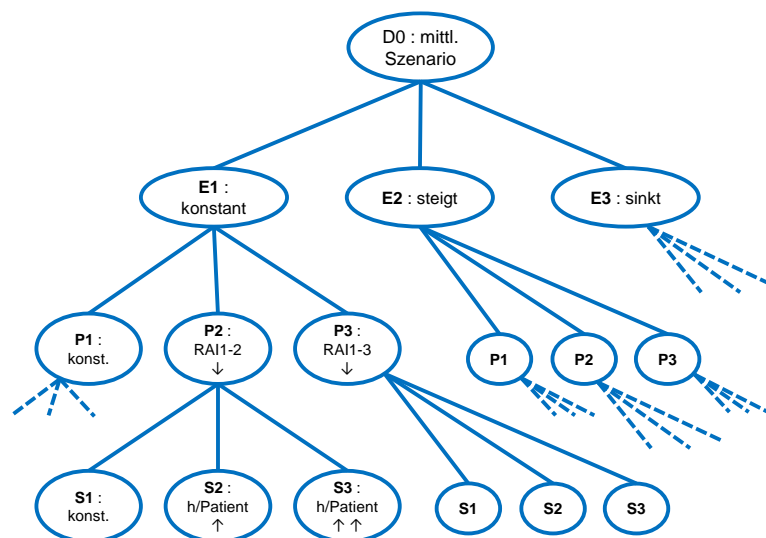 D0 : mittl.
Szenario
E1 :
konstant
E2 : steigt
E3 : sinkt
P1 :
konst.
P2 :
RAI1-2
↓
P3 :
RAI1-3
↓
P1
P2
P3
S1 :
konst.
S2 :
h/Patient
↑
S3 :
h/Patient
↑ ↑
S1
S2
S3